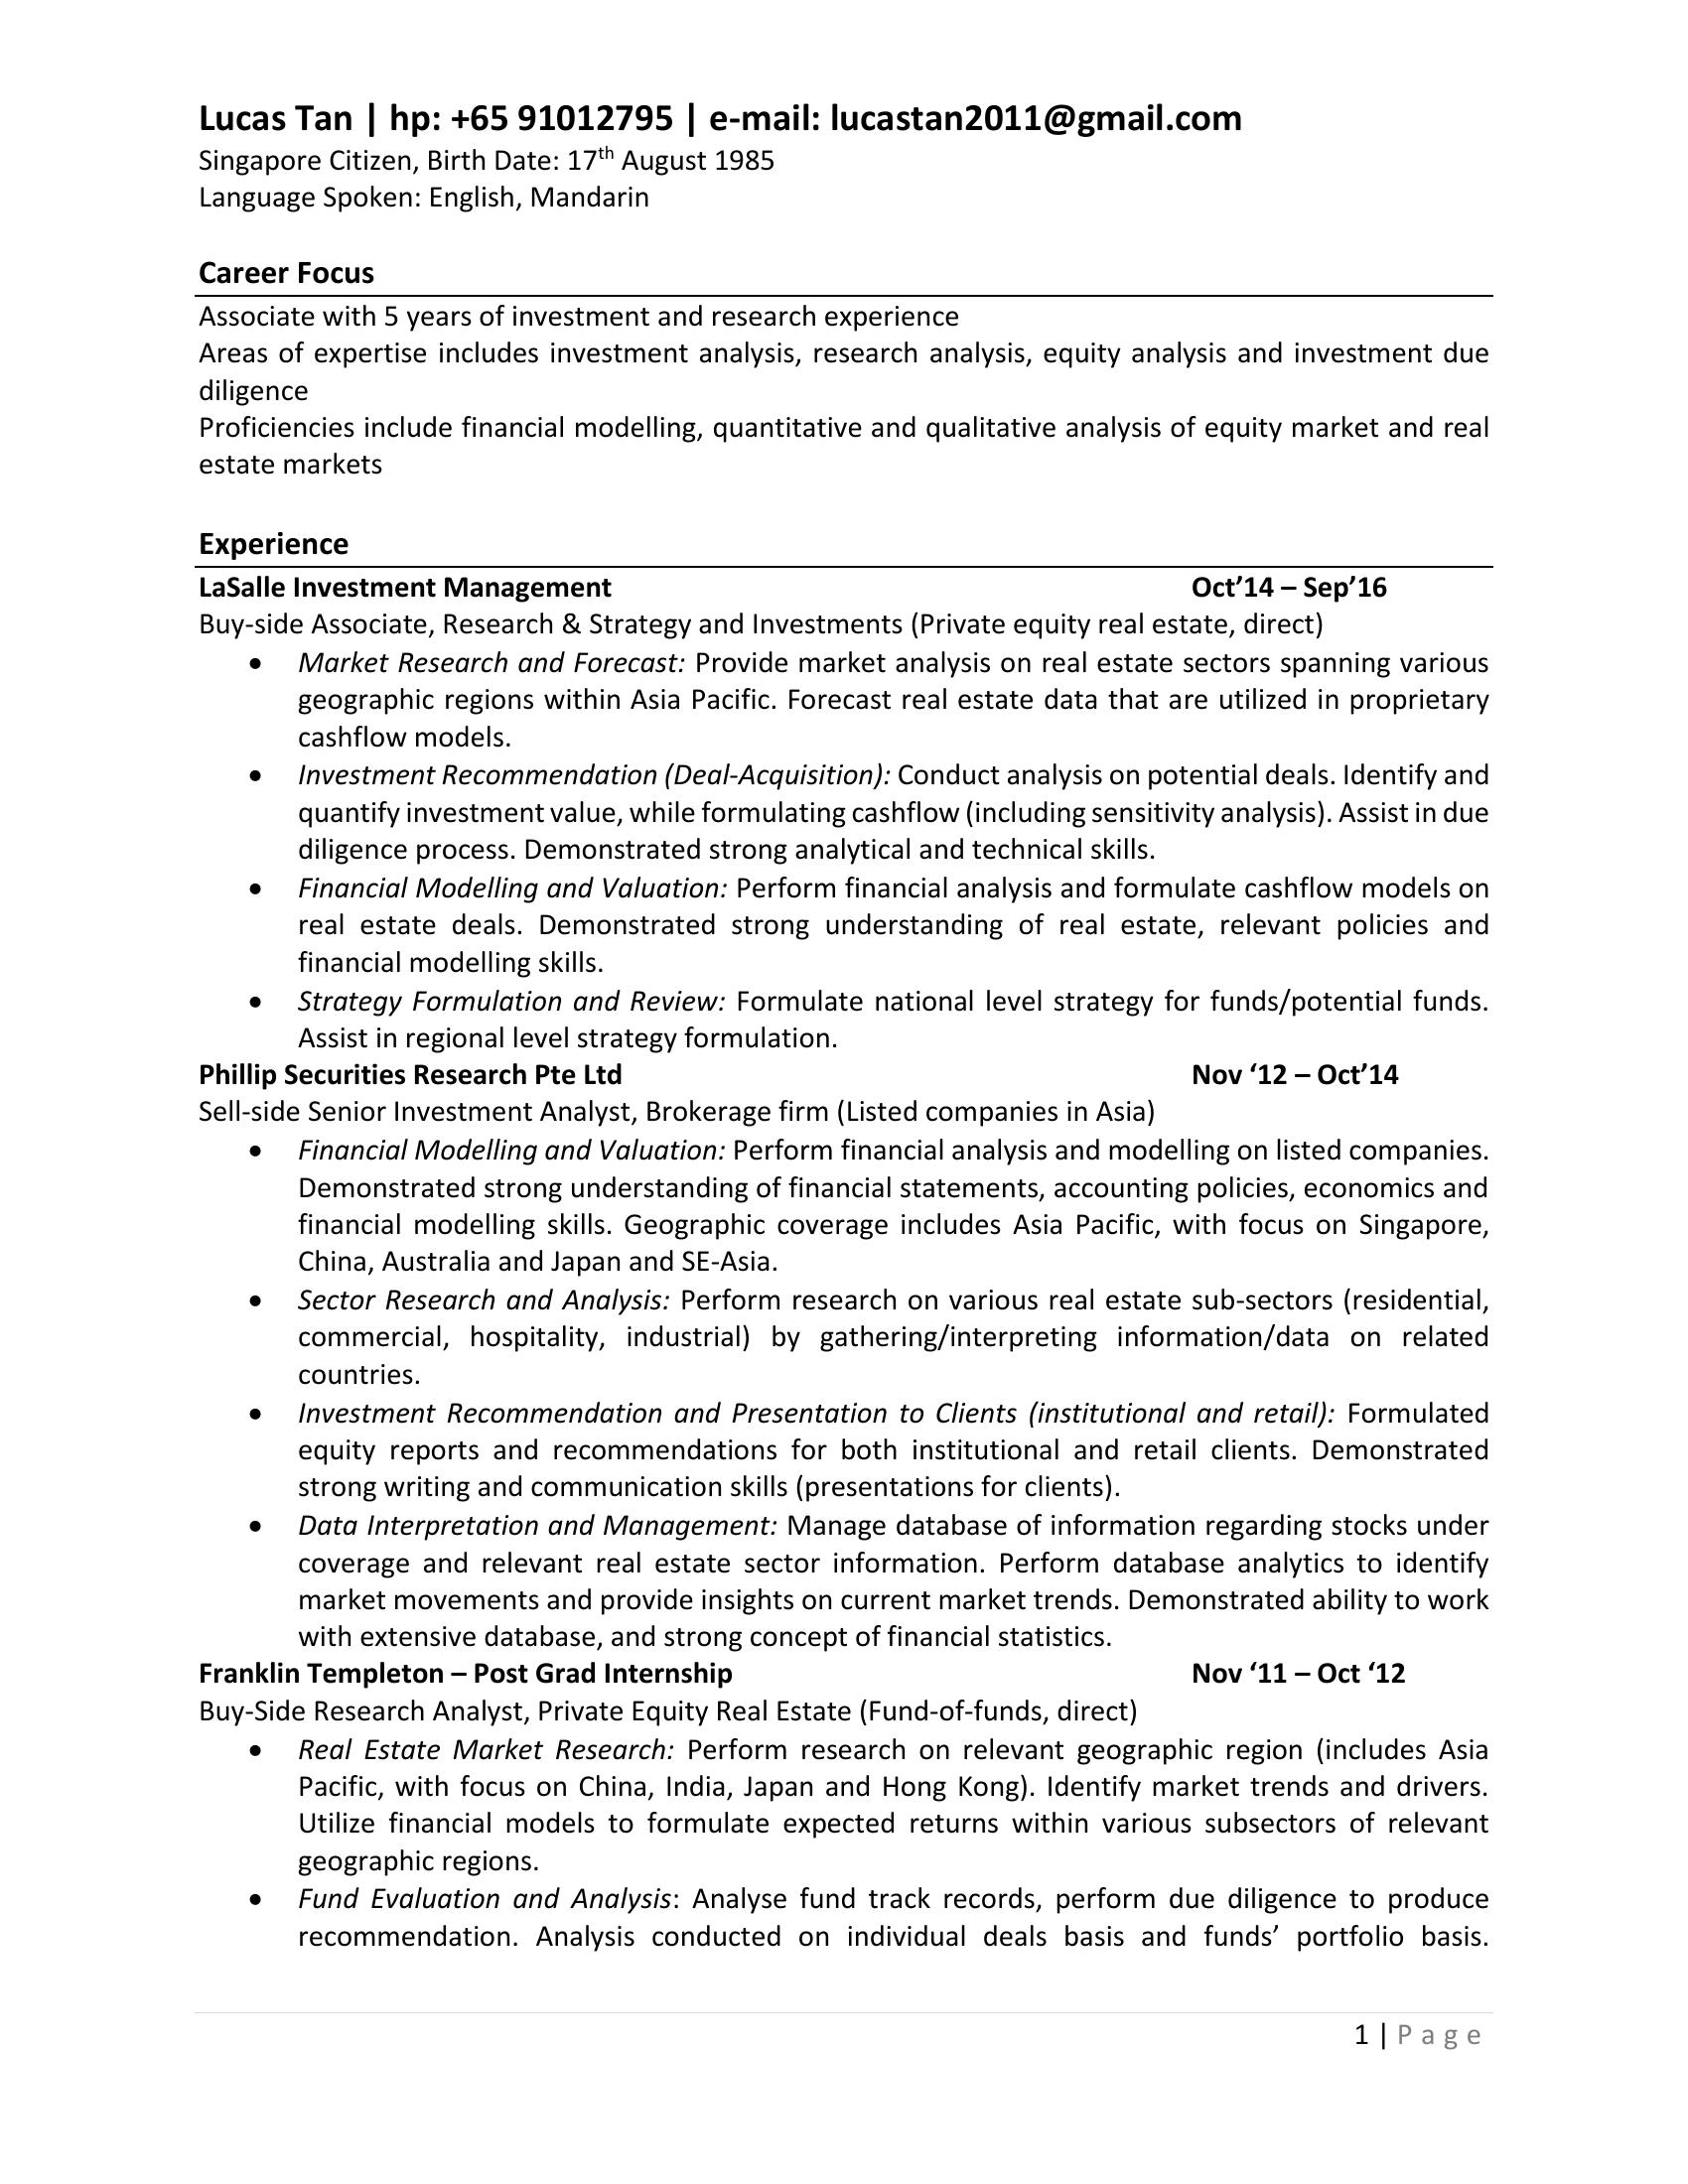 Lucas Tan | hp: +65 91012795 | e-mail: lucastan2011@gmail.com
Singapore Citizen, Birth Date: 17th August 1985
Language Spoken: English, Mandarin
Career Focus
Associate with 5 years of investment and research experience
Areas of expertise includes investment analysis, research analysis, equity analysis and investment due
diligence
Proficiencies include financial modelling, quantitative and qualitative analysis of equity market and real
estate markets
Experience
LaSalle Investment Management Oct’14 – Sep’16
Buy-side Associate, Research & Strategy and Investments (Private equity real estate, direct)
• Market Research and Forecast: Provide market analysis on real estate sectors spanning various
geographic regions within Asia Pacific. Forecast real estate data that are utilized in proprietary
cashflow models.
• Investment Recommendation (Deal-Acquisition): Conduct analysis on potential deals. Identify and
quantify investment value, while formulating cashflow (including sensitivity analysis). Assist in due
diligence process. Demonstrated strong analytical and technical skills.
• Financial Modelling and Valuation: Perform financial analysis and formulate cashflow models on
real estate deals. Demonstrated strong understanding of real estate, relevant policies and
financial modelling skills.
• Strategy Formulation and Review: Formulate national level strategy for funds/potential funds.
Assist in regional level strategy formulation.
Phillip Securities Research Pte Ltd Nov ‘12 – Oct’14
Sell-side Senior Investment Analyst, Brokerage firm (Listed companies in Asia)
• Financial Modelling and Valuation: Perform financial analysis and modelling on listed companies.
Demonstrated strong understanding of financial statements, accounting policies, economics and
financial modelling skills. Geographic coverage includes Asia Pacific, with focus on Singapore,
China, Australia and Japan and SE-Asia.
• Sector Research and Analysis: Perform research on various real estate sub-sectors (residential,
commercial, hospitality, industrial) by gathering/interpreting information/data on related
countries.
• Investment Recommendation and Presentation to Clients (institutional and retail): Formulated
equity reports and recommendations for both institutional and retail clients. Demonstrated
strong writing and communication skills (presentations for clients).
• Data Interpretation and Management: Manage database of information regarding stocks under
coverage and relevant real estate sector information. Perform database analytics to identify
market movements and provide insights on current market trends. Demonstrated ability to work
with extensive database, and strong concept of financial statistics.
Franklin Templeton – Post Grad Internship Nov ‘11 – Oct ‘12
Buy-Side Research Analyst, Private Equity Real Estate (Fund-of-funds, direct)
• Real Estate Market Research: Perform research on relevant geographic region (includes Asia
Pacific, with focus on China, India, Japan and Hong Kong). Identify market trends and drivers.
Utilize financial models to formulate expected returns within various subsectors of relevant
geographic regions.
• Fund Evaluation and Analysis: Analyse fund track records, perform due diligence to produce
recommendation. Analysis conducted on individual deals basis and funds’ portfolio basis.
1 | Page